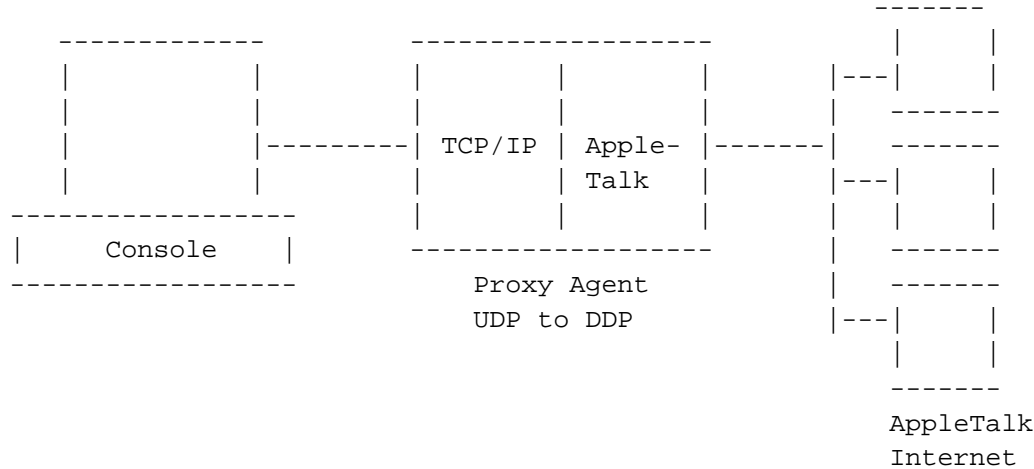 TCP/IP
Apple-
Talk
Console
Proxy Agent
UDP to DDP
AppleTalk
Internet